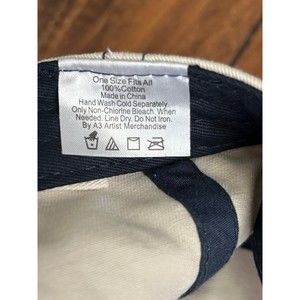 One Size Fits All
100%Cotton
Made in China
Hand Wash Cold Separately
Only Non-Chlorine Bleach. When
Needed. Line Dry. Do Not Iron.
By A3 Artist Merchandise